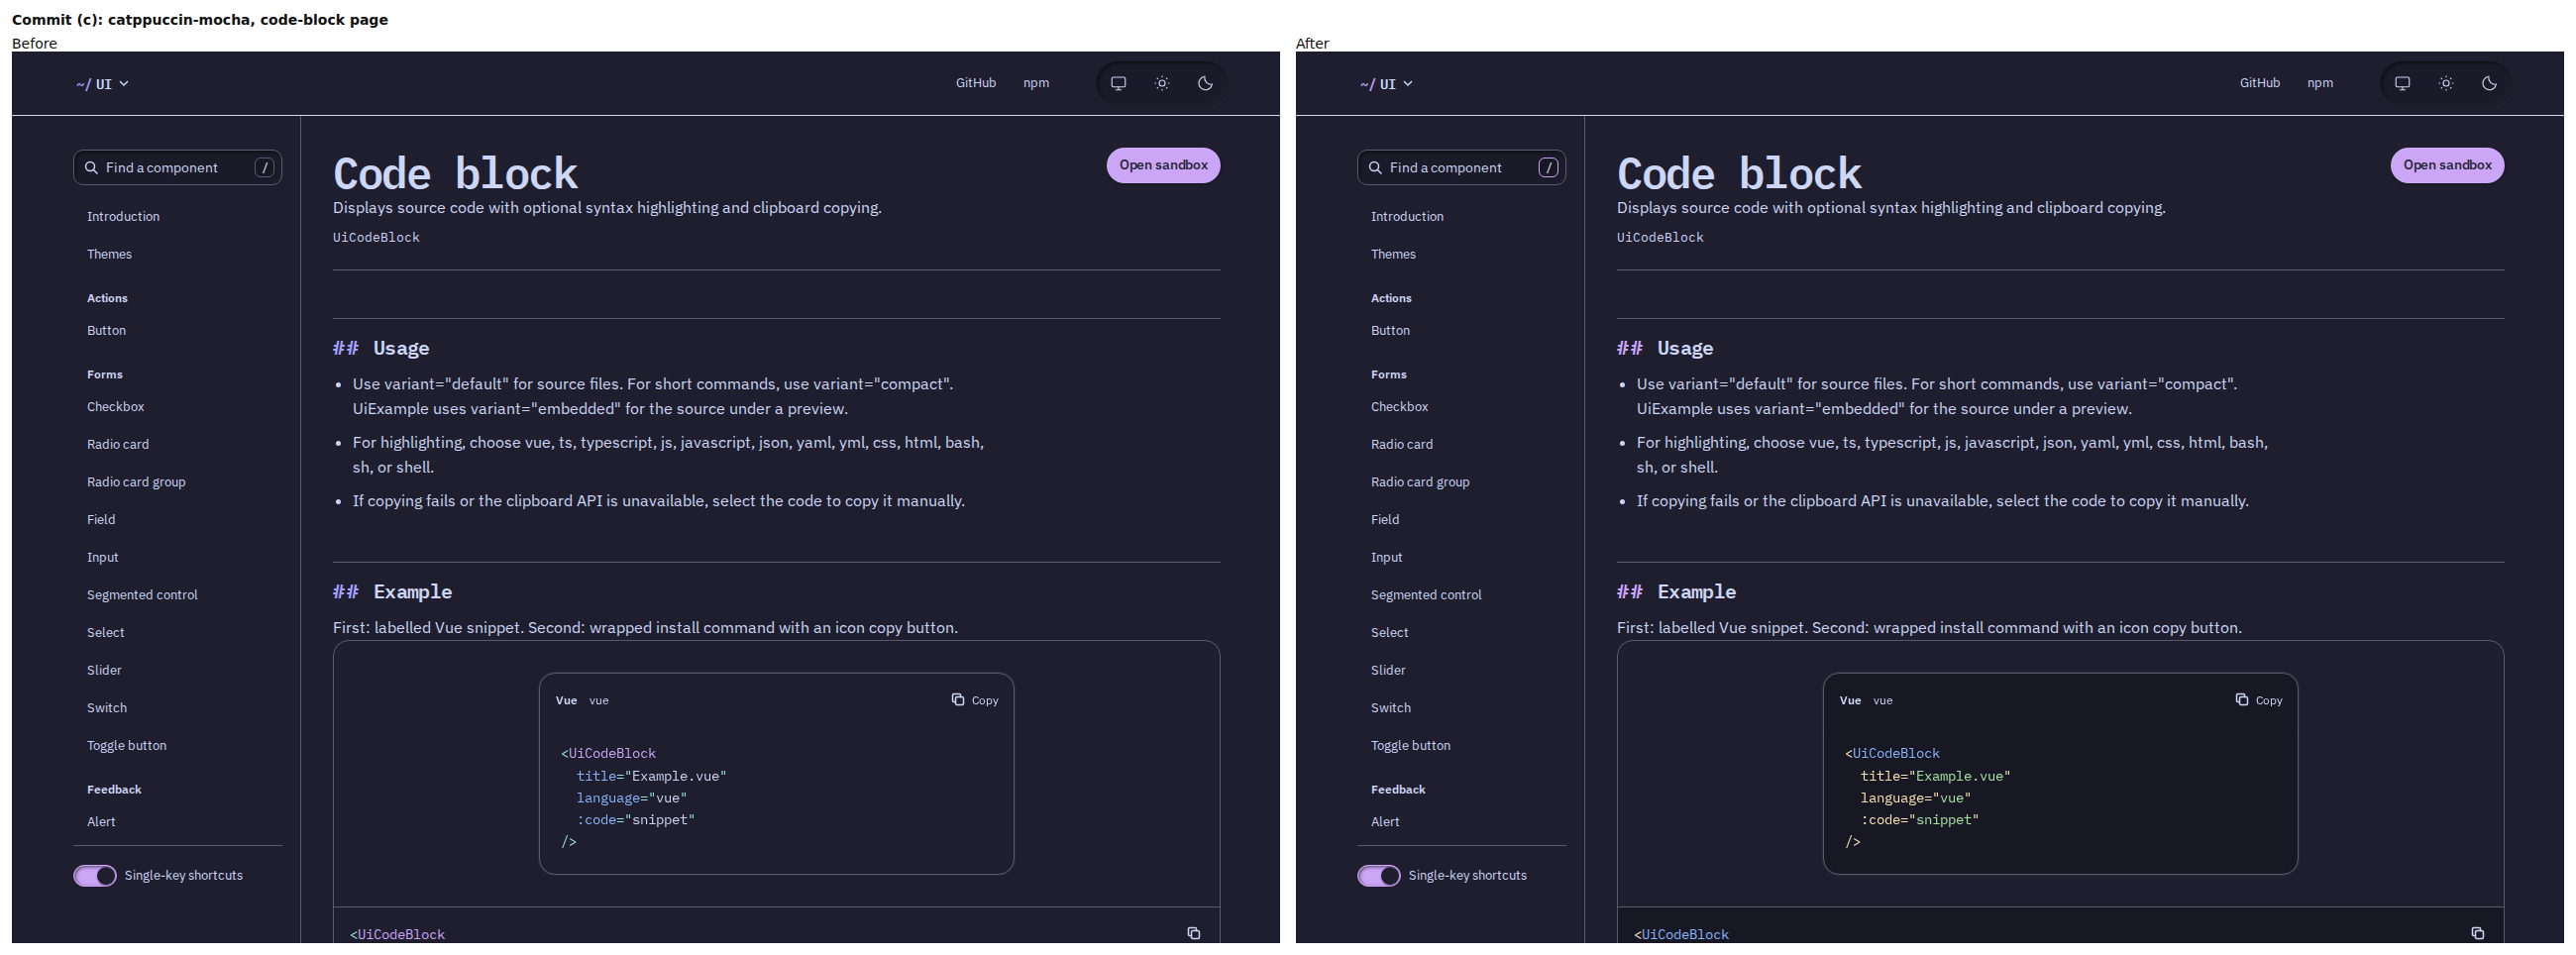 Commit (c): catppuccin-mocha, code-block page
Before
~/ UI
GitHub npm
Find a component /
Introduction
Themes
Actions
Button
Forms
Checkbox
Radio card
Radio card group
Field
Input
Segmented control
Select
Slider
Switch
Toggle button
Feedback
Alert
Single-key shortcuts
Code block
Open sandbox
Displays source code with optional syntax highlighting and clipboard copying.
UiCodeBlock
## Usage
• Use variant="default" for source files. For short commands, use variant="compact".
UiExample uses variant="embedded" for the source under a preview.
• For highlighting, choose vue, ts, typescript, js, javascript, json, yaml, yml, css, html, bash,
sh, or shell.
• If copying fails or the clipboard API is unavailable, select the code to copy it manually.
## Example
First: labelled Vue snippet. Second: wrapped install command with an icon copy button.
Vue vue Copy
<UiCodeBlock
title="Example.vue"
language="vue"
:code="snippet"
/>
<UiCodeBlock
After
~/ UI
GitHub npm
Find a component /
Introduction
Themes
Actions
Button
Forms
Checkbox
Radio card
Radio card group
Field
Input
Segmented control
Select
Slider
Switch
Toggle button
Feedback
Alert
Single-key shortcuts
Code block
Open sandbox
Displays source code with optional syntax highlighting and clipboard copying.
UiCodeBlock
## Usage
• Use variant="default" for source files. For short commands, use variant="compact".
UiExample uses variant="embedded" for the source under a preview.
• For highlighting, choose vue, ts, typescript, js, javascript, json, yaml, yml, css, html, bash,
sh, or shell.
• If copying fails or the clipboard API is unavailable, select the code to copy it manually.
## Example
First: labelled Vue snippet. Second: wrapped install command with an icon copy button.
Vue vue Copy
<UiCodeBlock
title="Example.vue"
language="vue"
:code="snippet"
/>
<UiCodeBlock